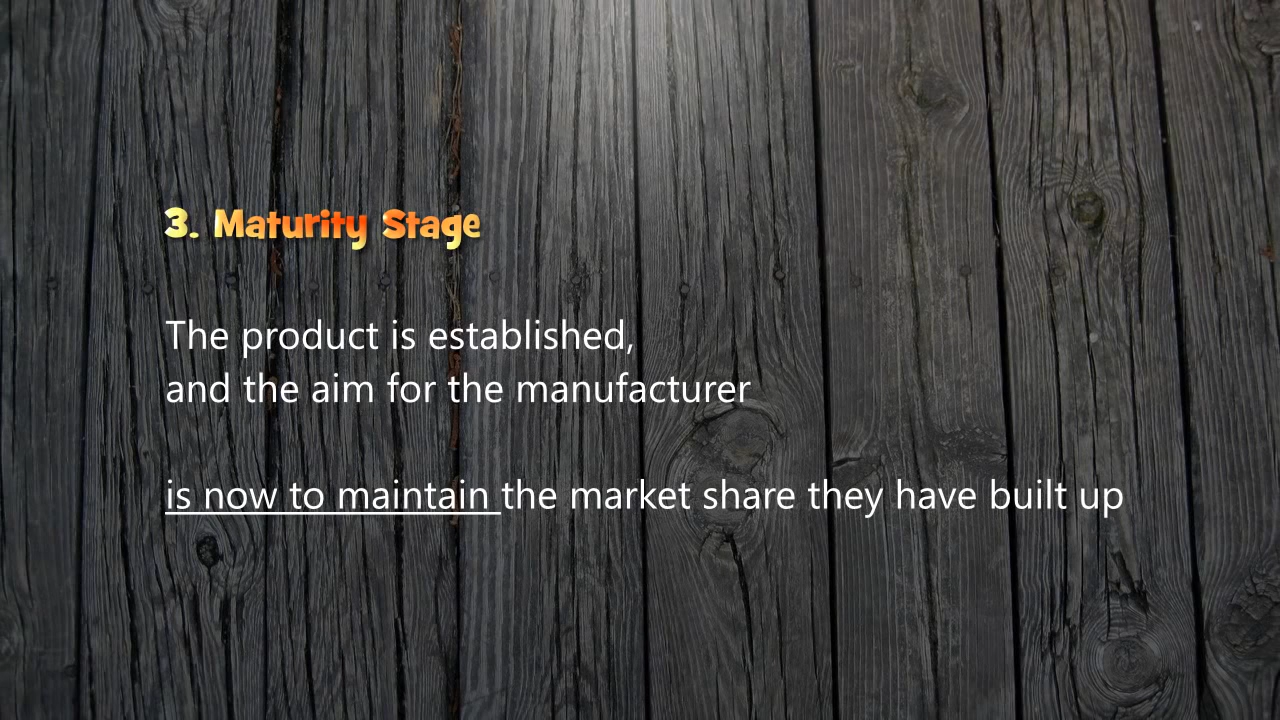 3. Maturity Stage
The product is established,
and the aim for the manufacturer
is now to maintain the market share they have built up